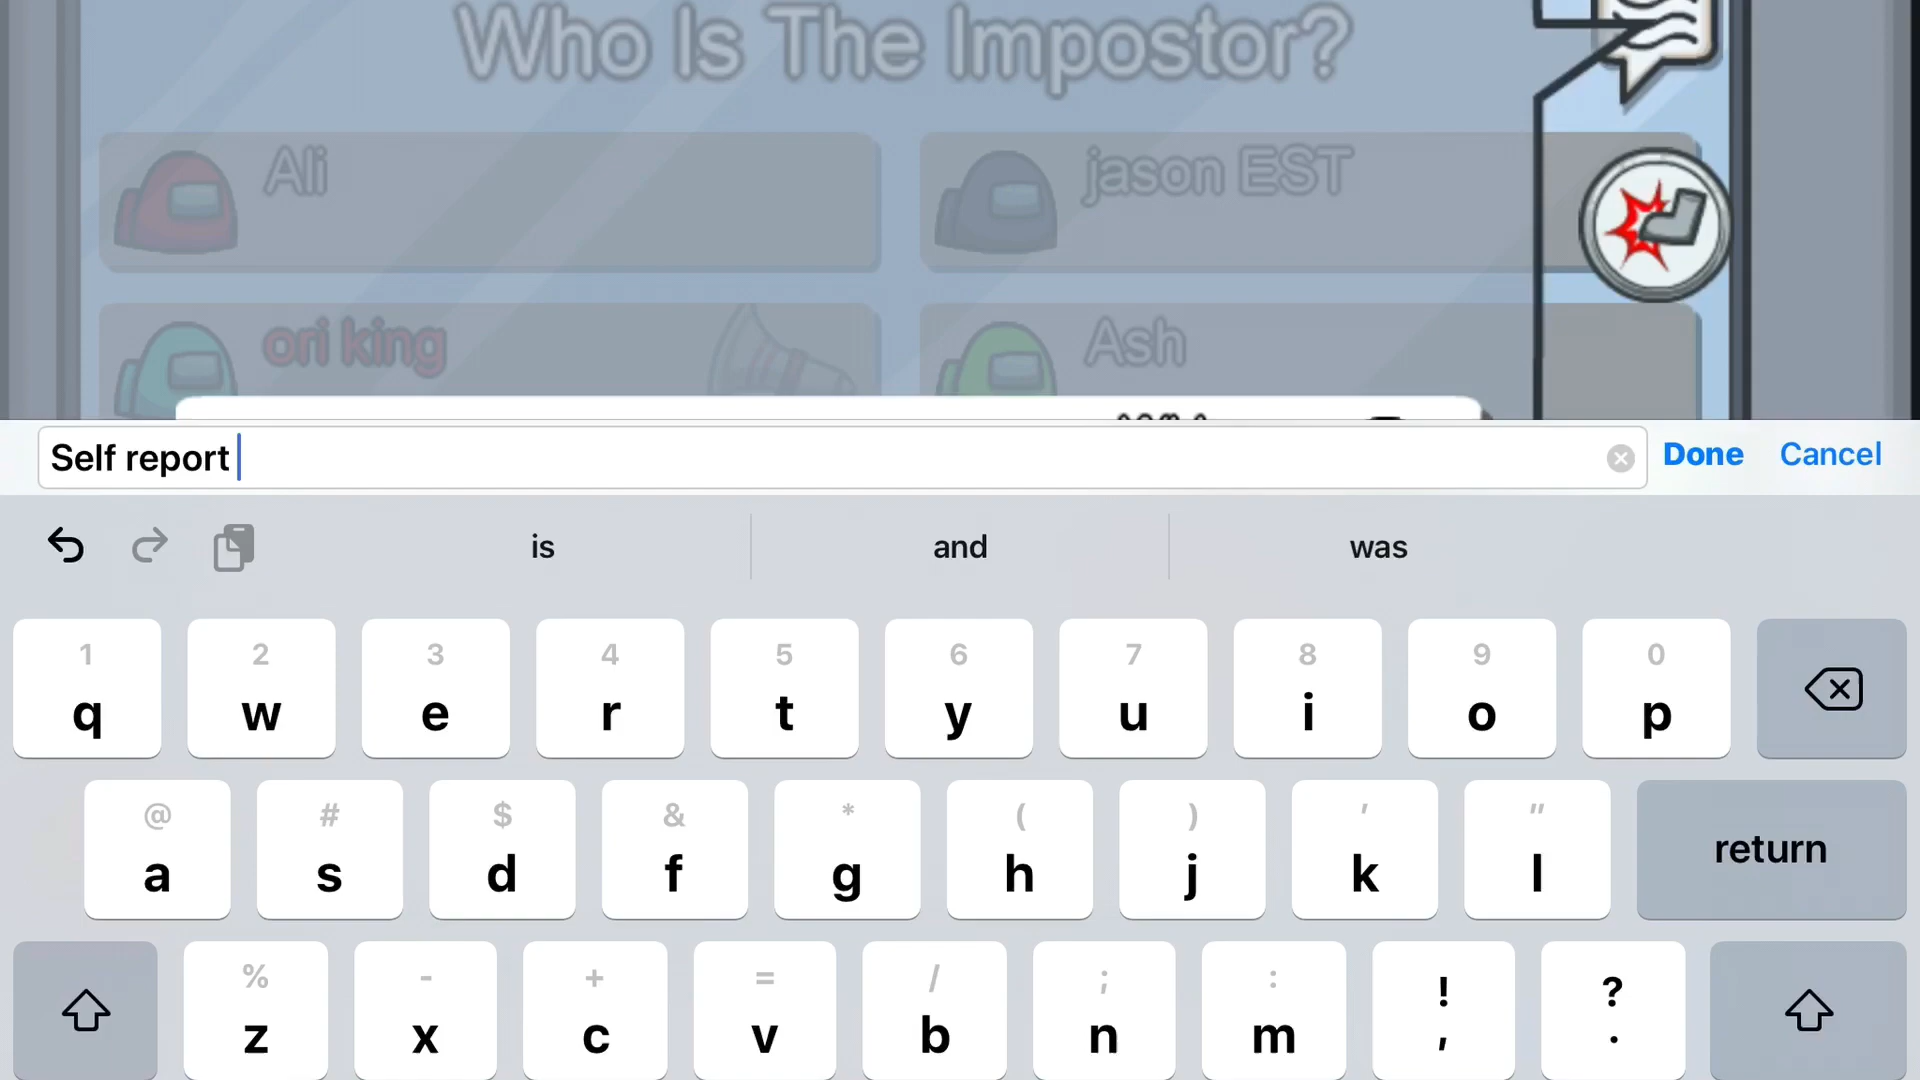 Who Is The Impostor?
Ali
jason EST
ori king
Ash
Self report
Done
Cancel
is
and
was
1 2 3 4 5 6 7 8 9 0
q w e r t y u i o p
@ # $ & * ( ) ' "
a s d f g h j k l
return
% - + = / ; : ! ?
z x c v b n m , .